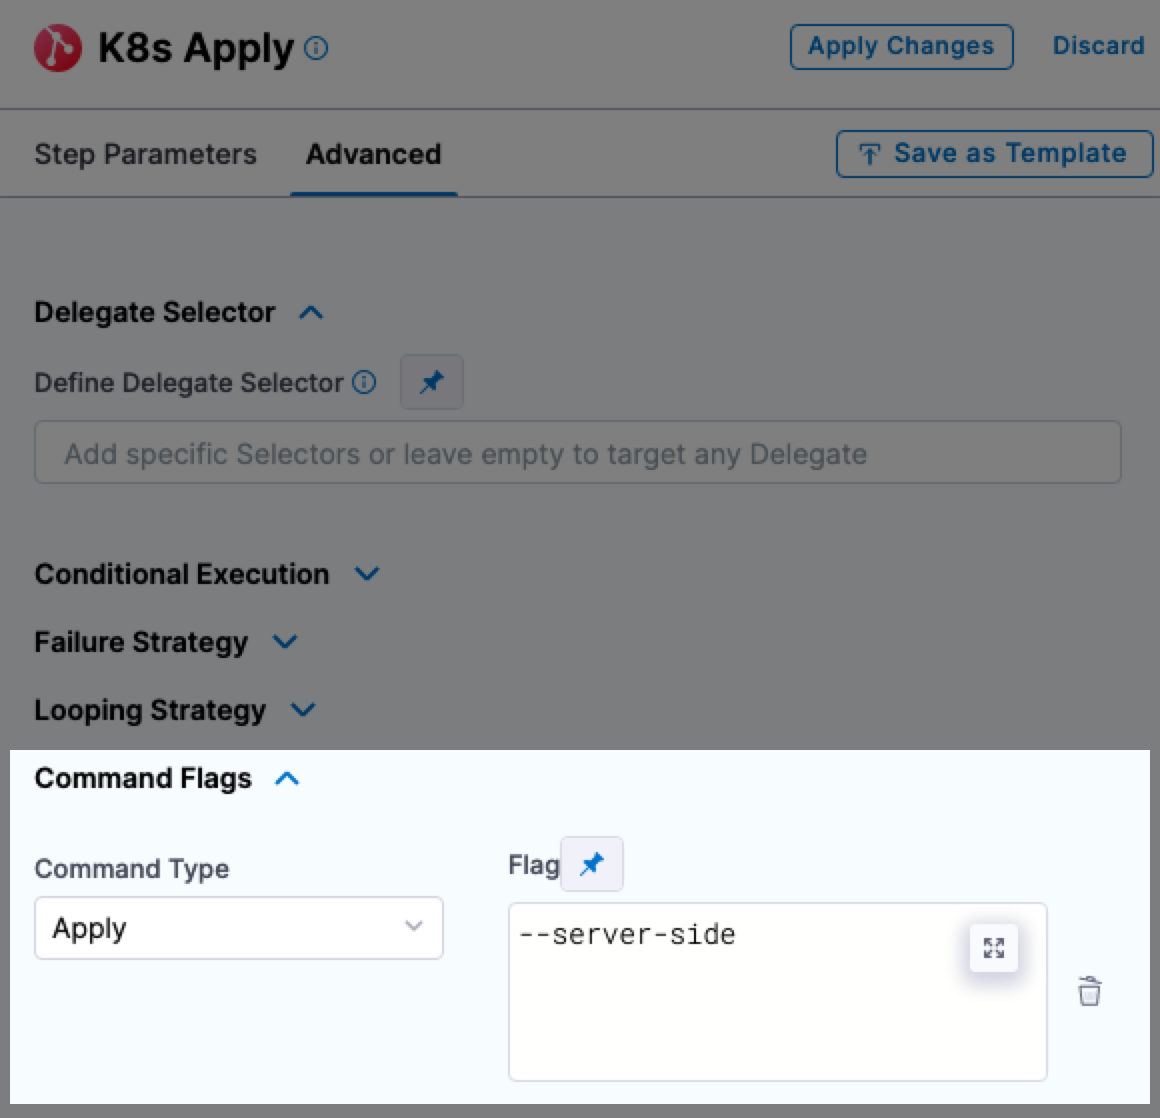 K8s Apply
Apply Changes
Discard
Step Parameters
Advanced
Save as Template
Delegate Selector
Define Delegate Selector
Add specific Selectors or leave empty to target any Delegate
Conditional Execution
Failure Strategy
Looping Strategy
Command Flags
Command Type
Flag
Apply
--server-side